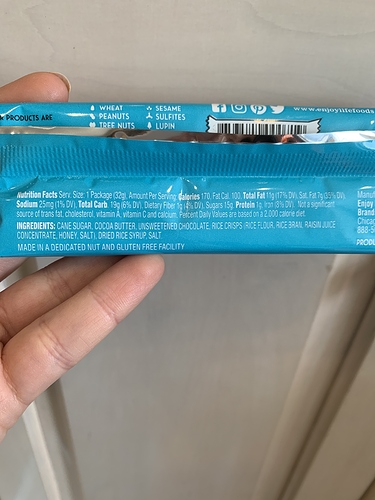 PRODUCTS ARE
WHEAT
PEANUTS
TREE NUTS
SESAME
SULFITES
LUPIN
www.enjoylifefoods
Nutrition Facts Serv. Size: 1 Package (32g), Amount Per Serving: Calories 170, Fat Cal. 100, Total Fat 11g (17% DV), Sat. Fat 7g (35% DV),
Sodium 25mg (1% DV), Total Carb. 19g (6% DV), Dietary Fiber 1g (4% DV), Sugars 15g, Protein 1g, Iron (8% DV). Not a significant
source of trans fat, cholesterol, vitamin A, vitamin C and calcium. Percent Daily Values are based on a 2,000 calorie diet.
INGREDIENTS: CANE SUGAR, COCOA BUTTER, UNSWEETENED CHOCOLATE, RICE CRISPS (RICE FLOUR, RICE BRAN, RAISIN JUICE
CONCENTRATE, HONEY, SALT), DRIED RICE SYRUP, SALT.
MADE IN A DEDICATED NUT AND GLUTEN FREE FACILITY
Manuf
Enjoy
Brand
Chicag
888-5
PRODU